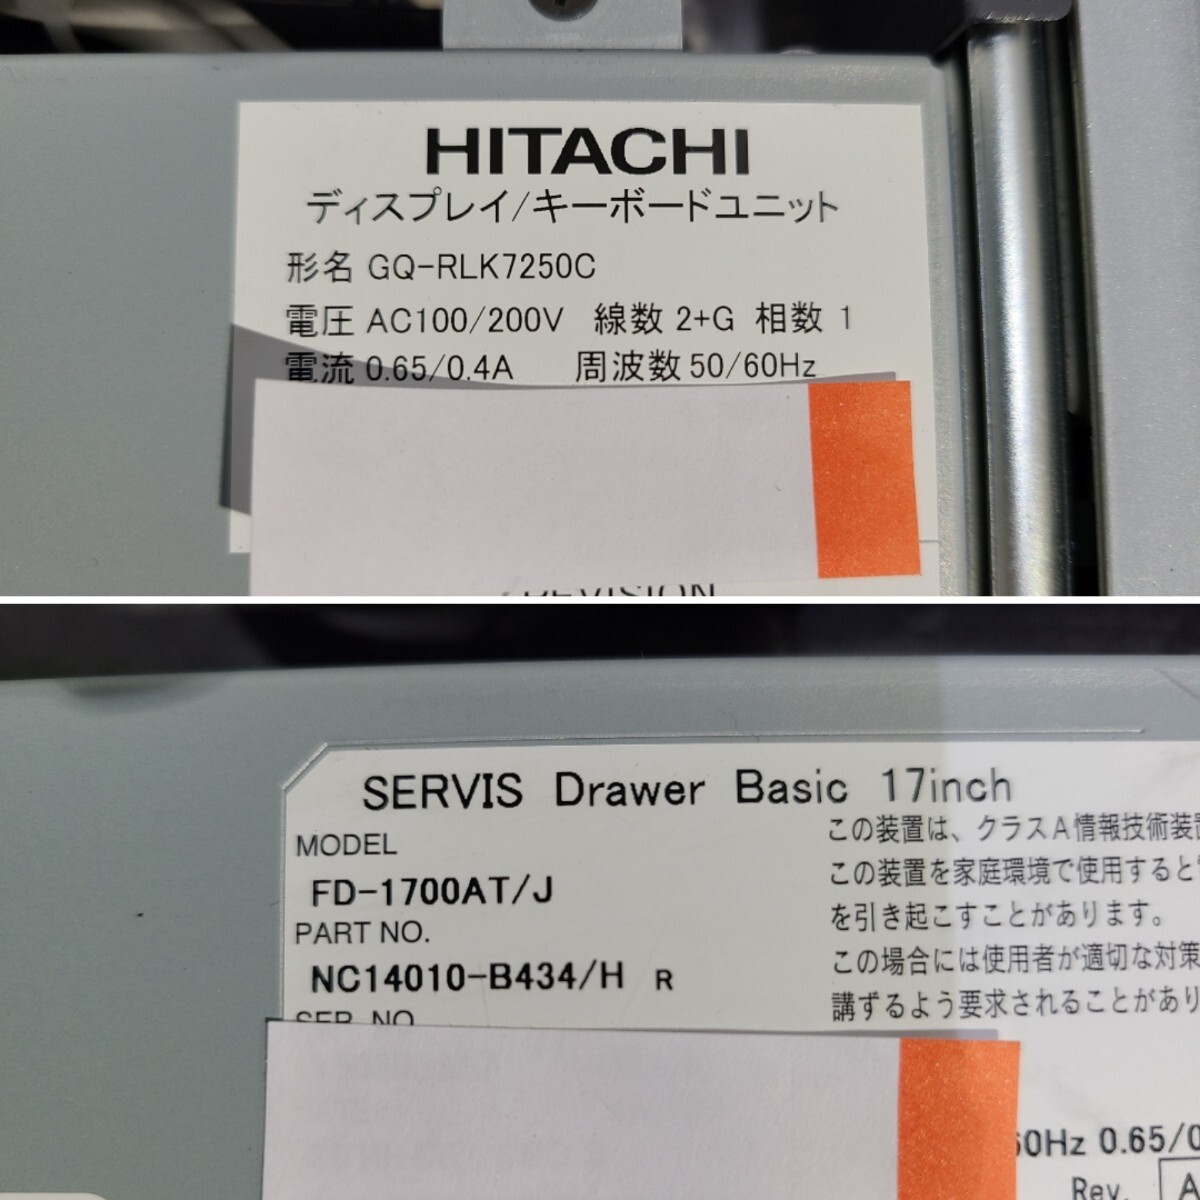 HITACHI
ディスプレイ/キーボードユニット
形名 GQ-RLK7250C
電圧 AC100/200V 線数 2+G 相数 1
電流 0.65/0.4A 周波数 50/60Hz
REVISION
SERVIS Drawer Basic 17inch
MODEL
FD-1700AT/J
PART NO.
NC14010-B434/H R
SER. NO.
この装置は、クラスA情報技術装置
この装置を家庭環境で使用すると
を引き起こすことがあります。
この場合には使用者が適切な対策
講ずるよう要求されることがあり
60Hz 0.65/0
Rev. A